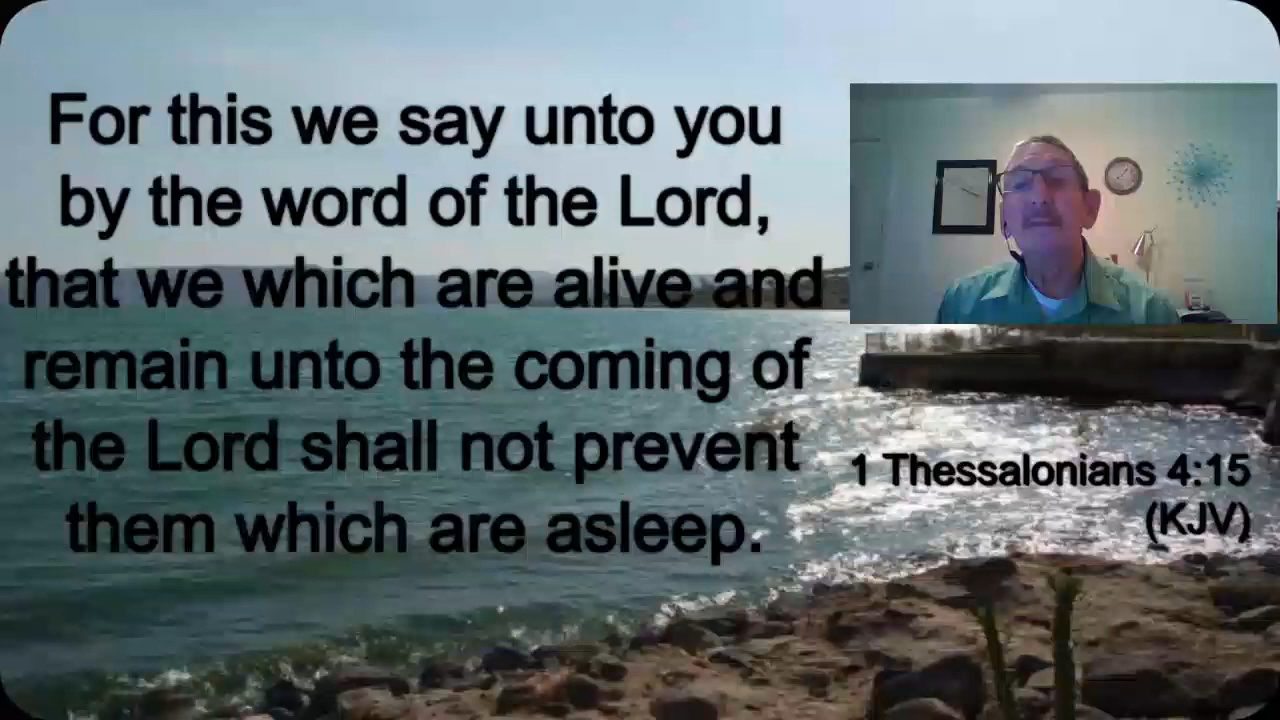 For this we say unto you
by the word of the Lord,
that we which are alive and
remain unto the coming of
the Lord shall not prevent
them which are asleep.
1 Thessalonians 4:15
(KJV)